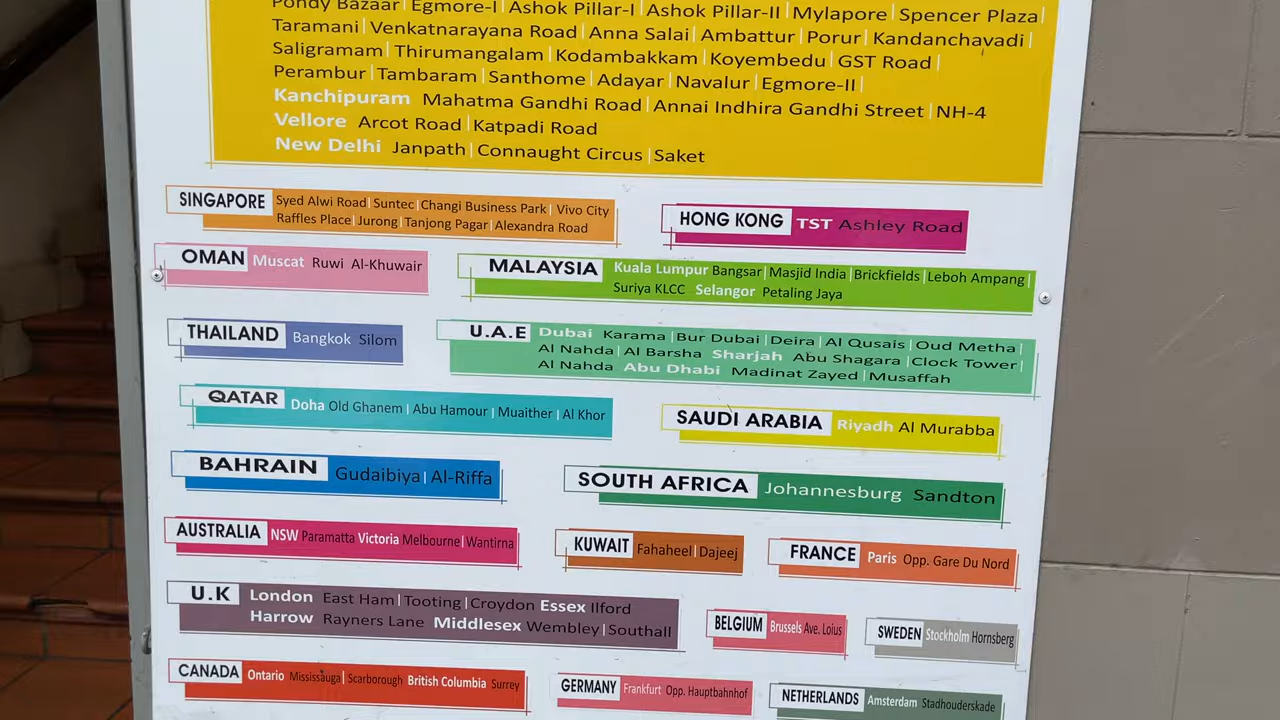 Pondy Bazaar | Egmore-I | Ashok Pillar-I | Ashok Pillar-II | Mylapore | Spencer Plaza |
Taramani | Venkatnarayana Road | Anna Salai | Ambattur | Porur | Kandanchavadi |
Saligramam | Thirumangalam | Kodambakkam | Koyembedu | GST Road |
Perambur | Tambaram | Santhome | Adayar | Navalur | Egmore-II |
Kanchipuram Mahatma Gandhi Road | Annai Indhira Gandhi Street | NH-4
Vellore Arcot Road | Katpadi Road
New Delhi Janpath | Connaught Circus | Saket
SINGAPORE Syed Alwi Road | Suntec | Changi Business Park | Vivo City
Raffles Place | Jurong | Tanjong Pagar | Alexandra Road
HONG KONG TST Ashley Road
OMAN Muscat Ruwi Al-Khuwair
MALAYSIA Kuala Lumpur Bangsar | Masjid India | Brickfields | Leboh Ampang |
Suriya KLCC Selangor Petaling Jaya
THAILAND Bangkok Silom
U.A.E Dubai Karama | Bur Dubai | Deira | Al Qusais | Oud Metha |
Al Nahda | Al Barsha Sharjah Abu Shagara | Clock Tower |
Al Nahda Abu Dhabi Madinat Zayed | Musaffah
QATAR Doha Old Ghanem | Abu Hamour | Muaither | Al Khor
SAUDI ARABIA Riyadh Al Murabba
BAHRAIN Gudaibiya | Al-Riffa
SOUTH AFRICA Johannesburg Sandton
AUSTRALIA NSW Paramatta Victoria Melbourne | Wantirna
KUWAIT Fahaheel | Dajeej
FRANCE Paris Opp. Gare Du Nord
U.K London East Ham | Tooting | Croydon Essex Ilford
Harrow Rayners Lane Middlesex Wembley | Southall
BELGIUM Brussels Ave. Loius
SWEDEN Stockholm Hornsberg
CANADA Ontario Mississauga | Scarborough British Columbia Surrey
GERMANY Frankfurt Opp. Hauptbahnhof
NETHERLANDS Amsterdam Stadhouderskade